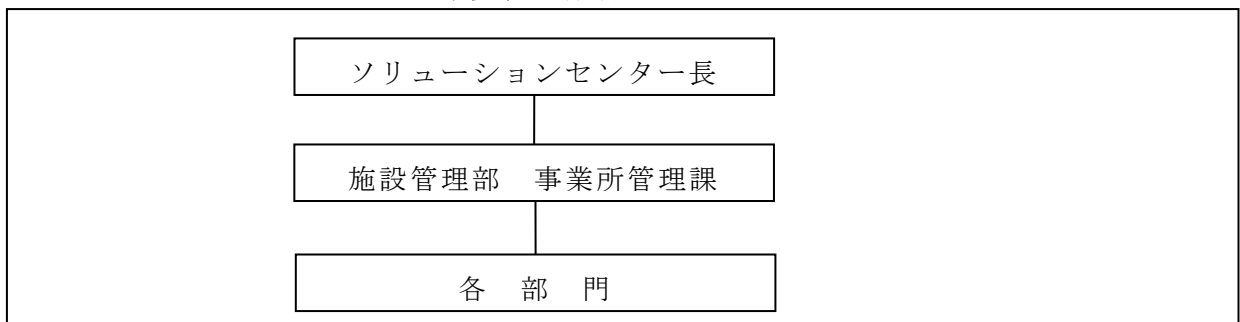 ソリューションセンター長
施設管理部　事業所管理課
各　部　門